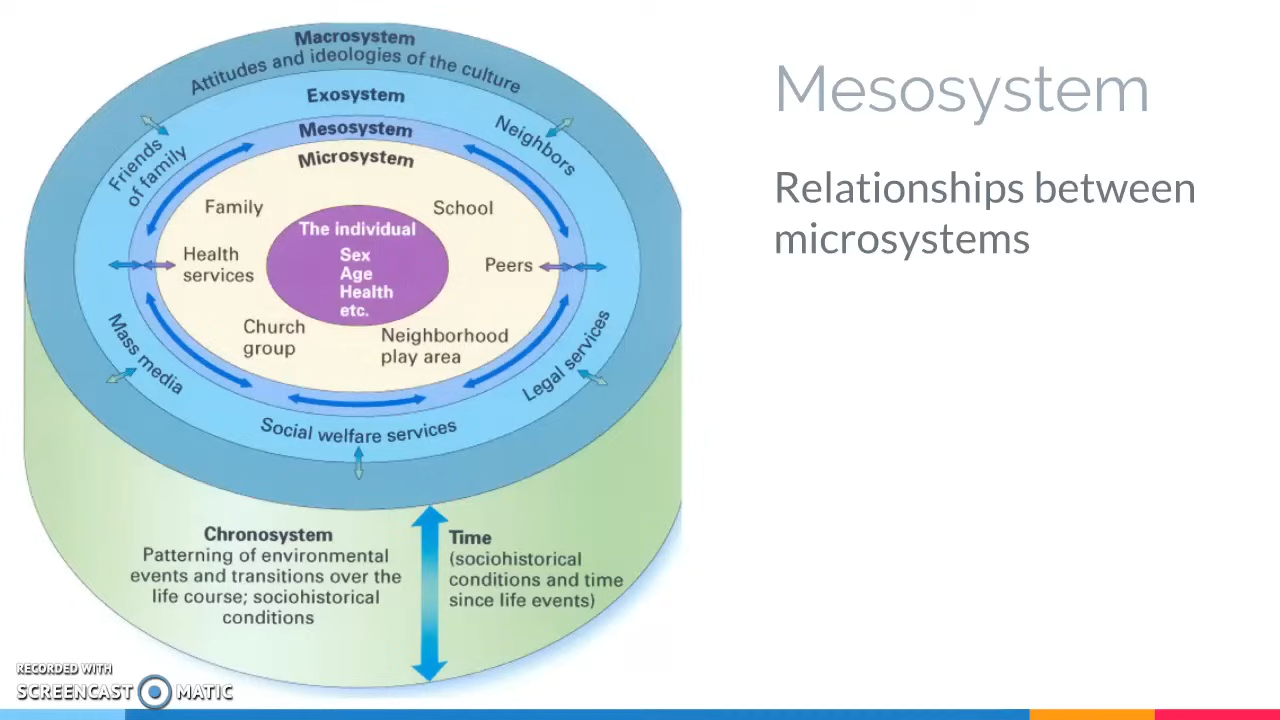 Macrosystem
Attitudes and ideologies of the culture
Exosystem
Mesosystem
Microsystem
Friends
of family
Neighbors
Family
School
The individual
Sex
Age
Health
etc.
Health
services
Peers
Church
group
Neighborhood
play area
Mass media
Legal services
Social welfare services
Chronosystem
Patterning of environmental
events and transitions over the
life course; sociohistorical
conditions
Time
(sociohistorical
conditions and time
since life events)
Mesosystem
Relationships between
microsystems
RECORDED WITH
SCREENCAST MATIC